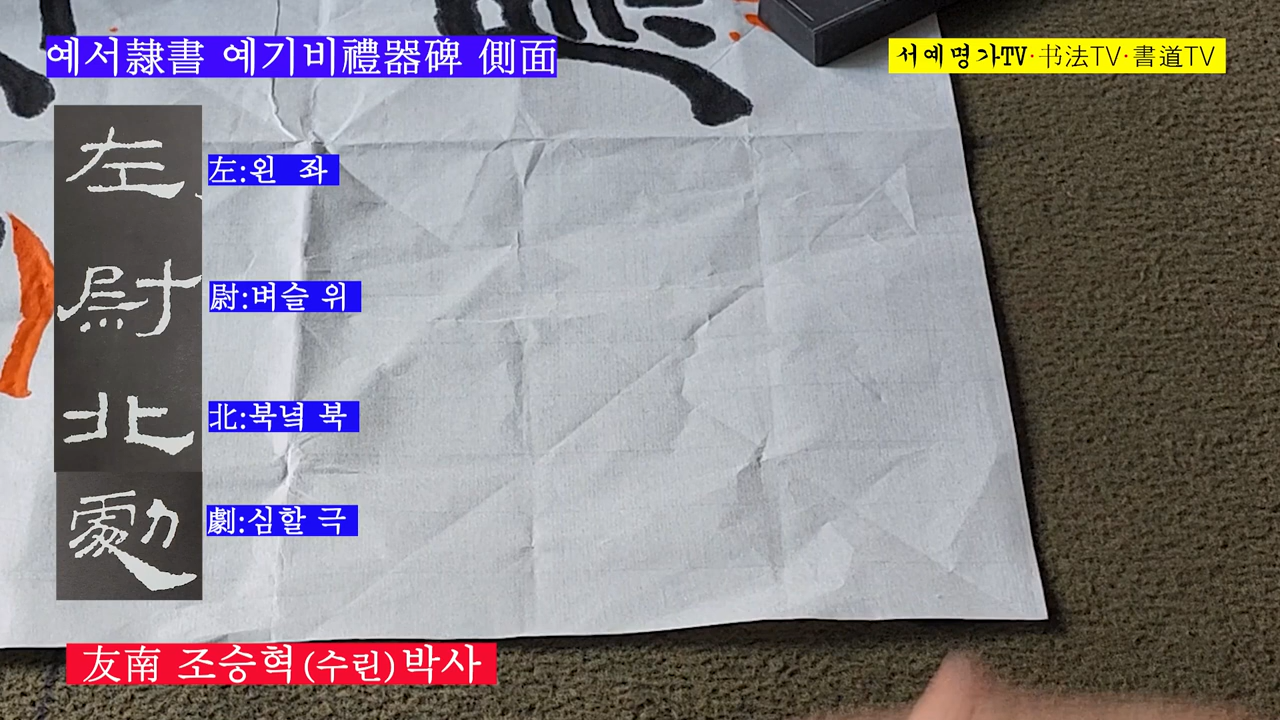 예서隷書 예기비禮器碑 側面
서예명가TV·书法TV·書道TV
左
左:왼 좌
尉
尉:벼슬 위
北
北:북녘 북
劇:심할 극
友南 조승혁(수린)박사